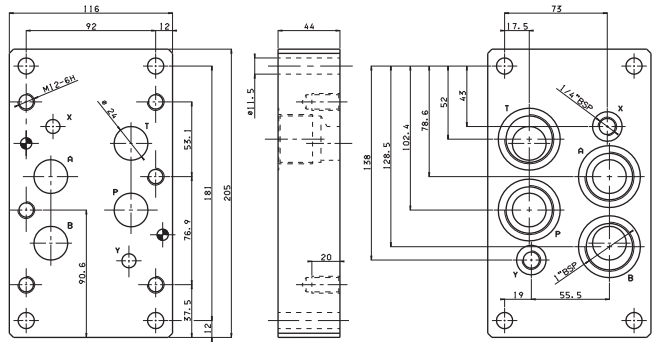 116
92
12
M12-6H
ø 24
X
T
A
P
B
Y
53.1
76.9
37.5
12
181
205
90.6
44
ø11.5
20
73
17.5
43
52
78.6
102.4
128.5
138
1/4"BSP
T
X
A
P
Y
B
1"BSP
19
55.5